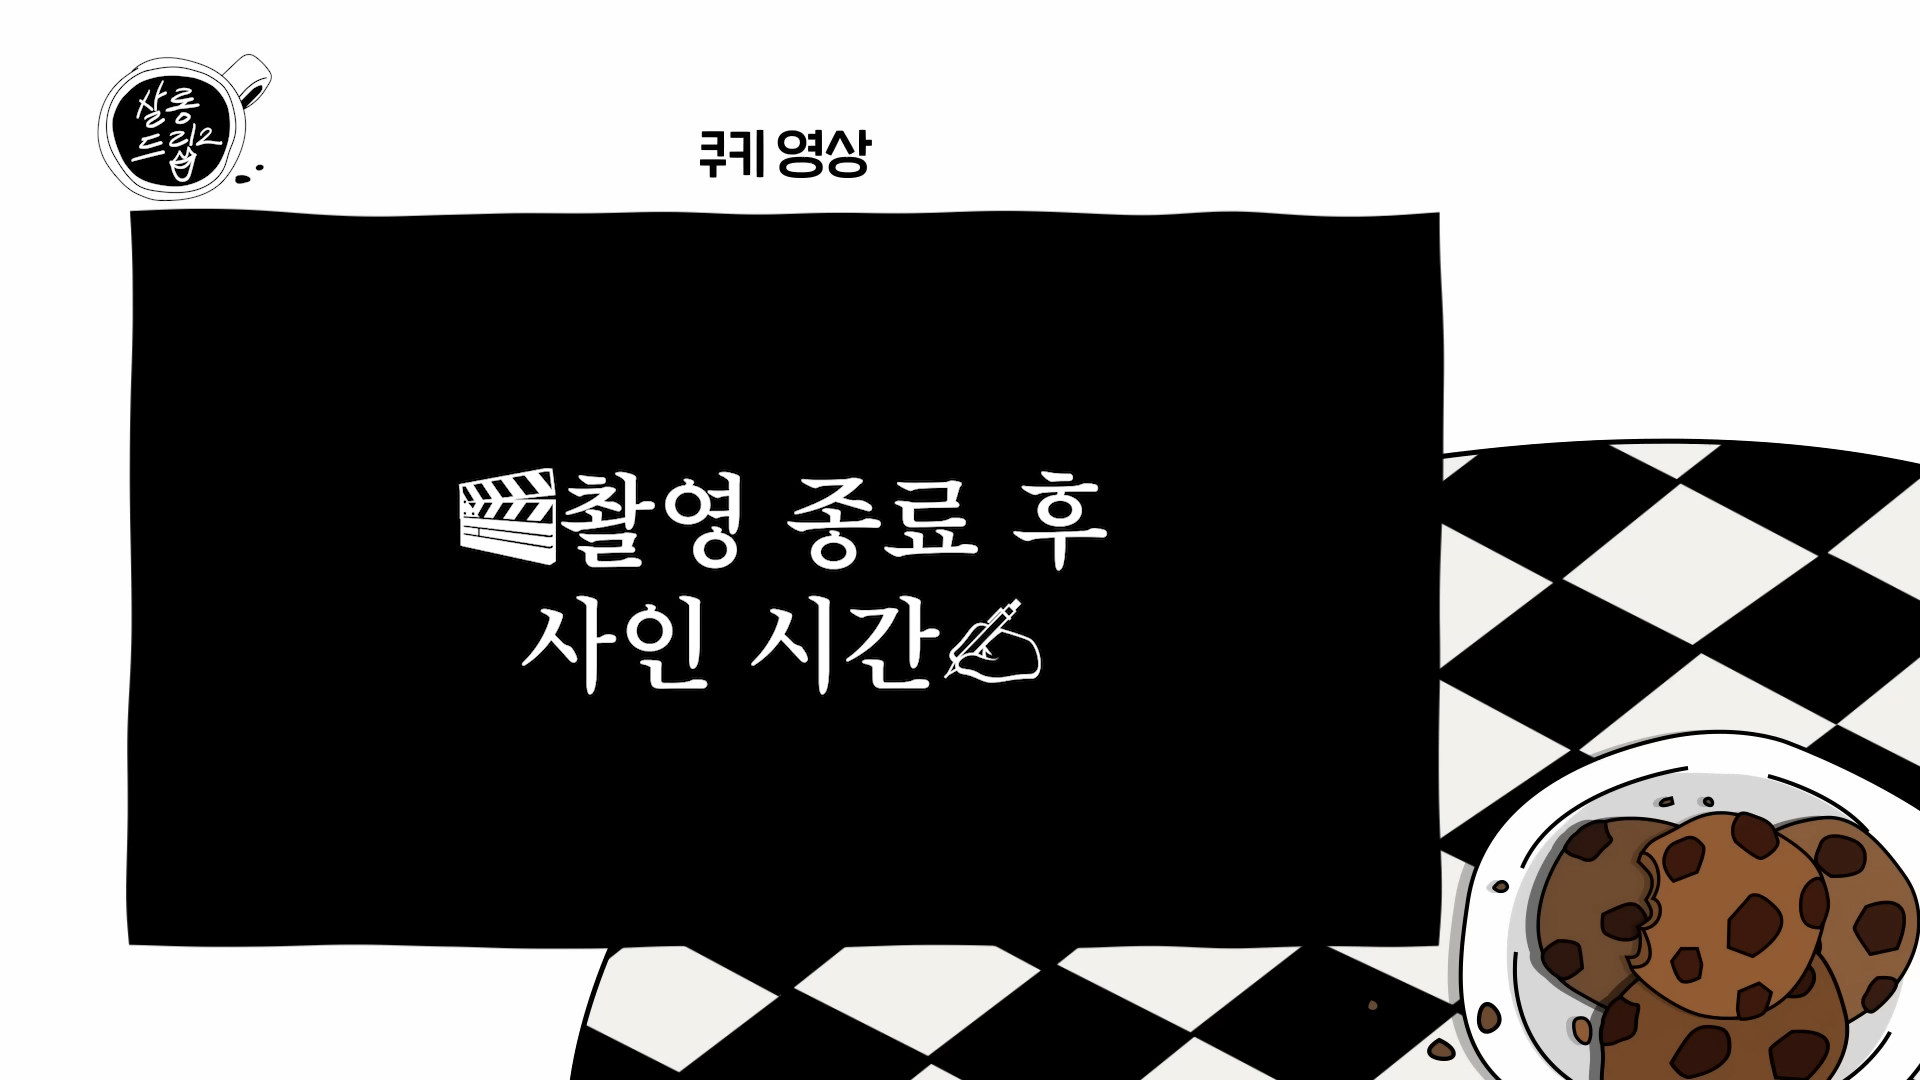 살롱
드립2
쿠키 영상
🎬촬영 종료 후
사인 시간✍